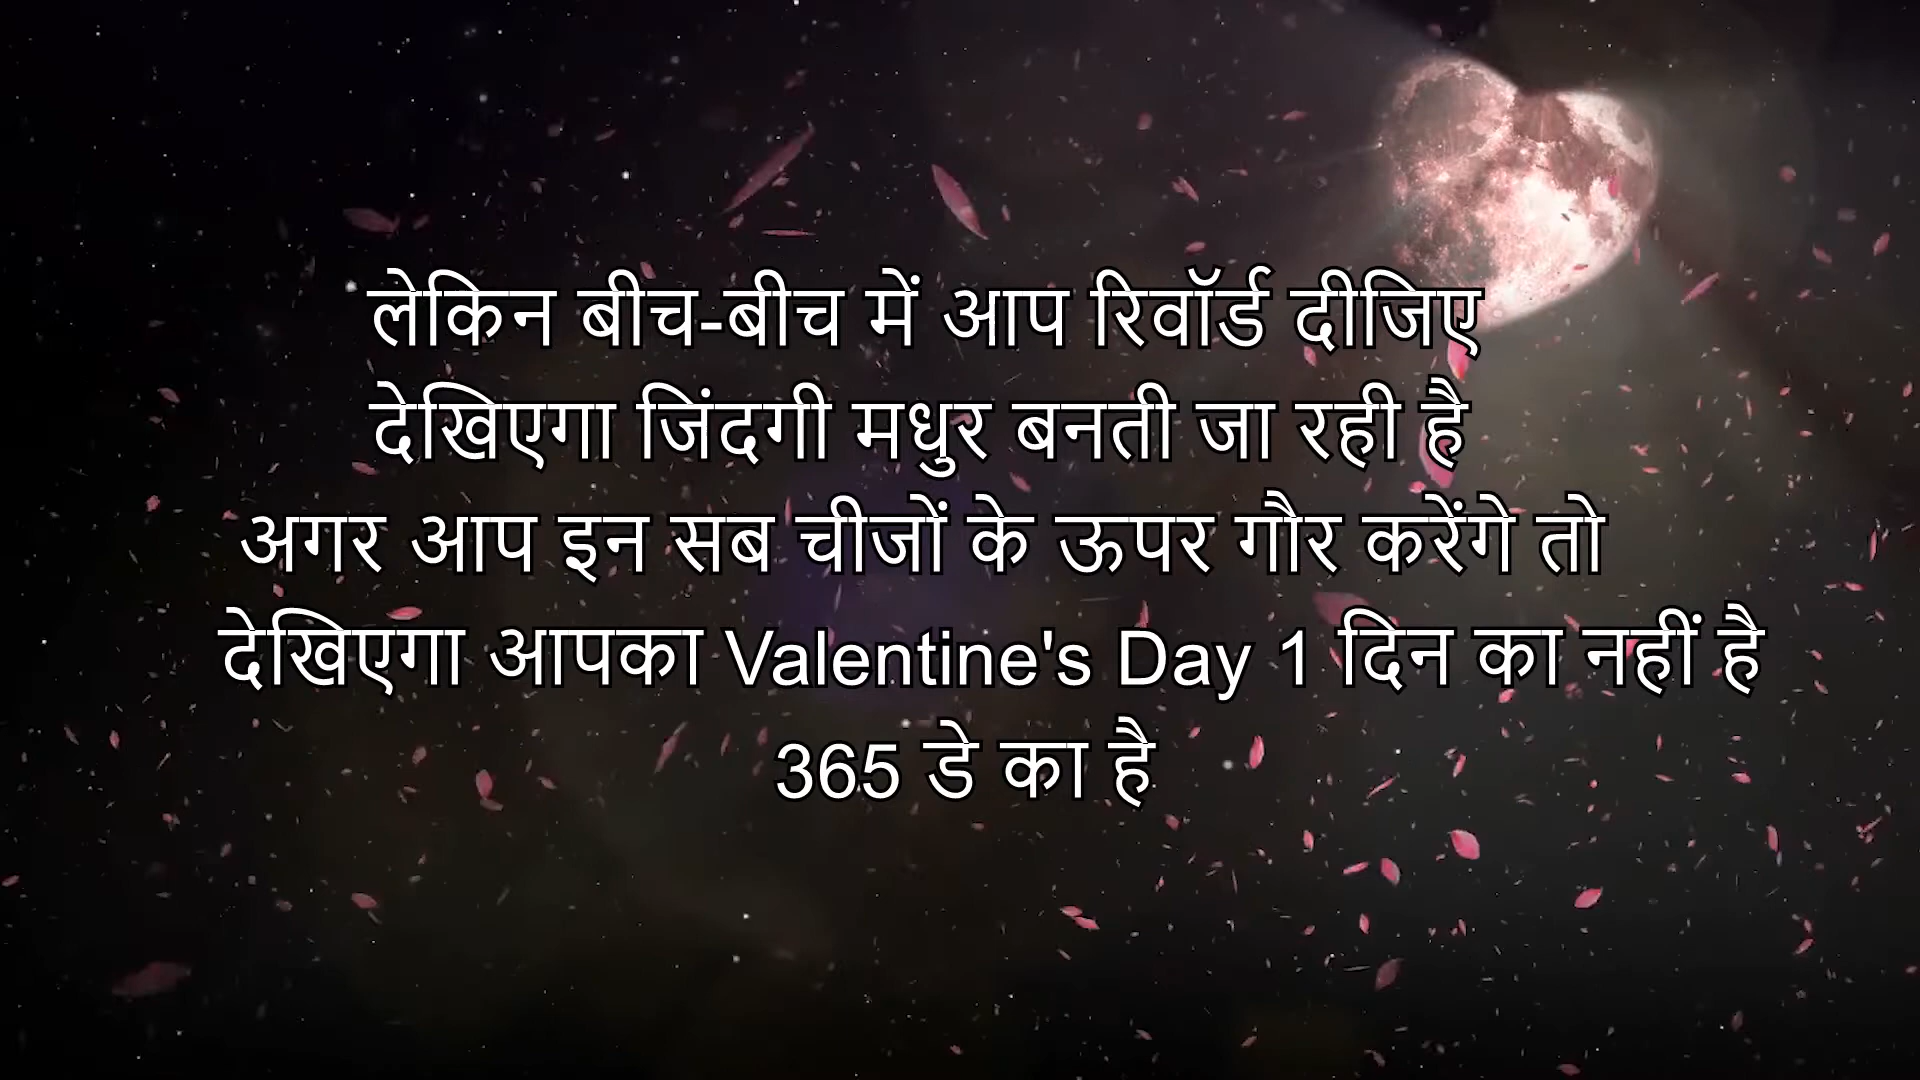 लेकिन बीच-बीच में आप रिवॉर्ड दीजिए
देखिएगा जिंदगी मधुर बनती जा रही है
अगर आप इन सब चीजों के ऊपर गौर करेंगे तो
देखिएगा आपका Valentine's Day 1 दिन का नहीं है
365 डे का है